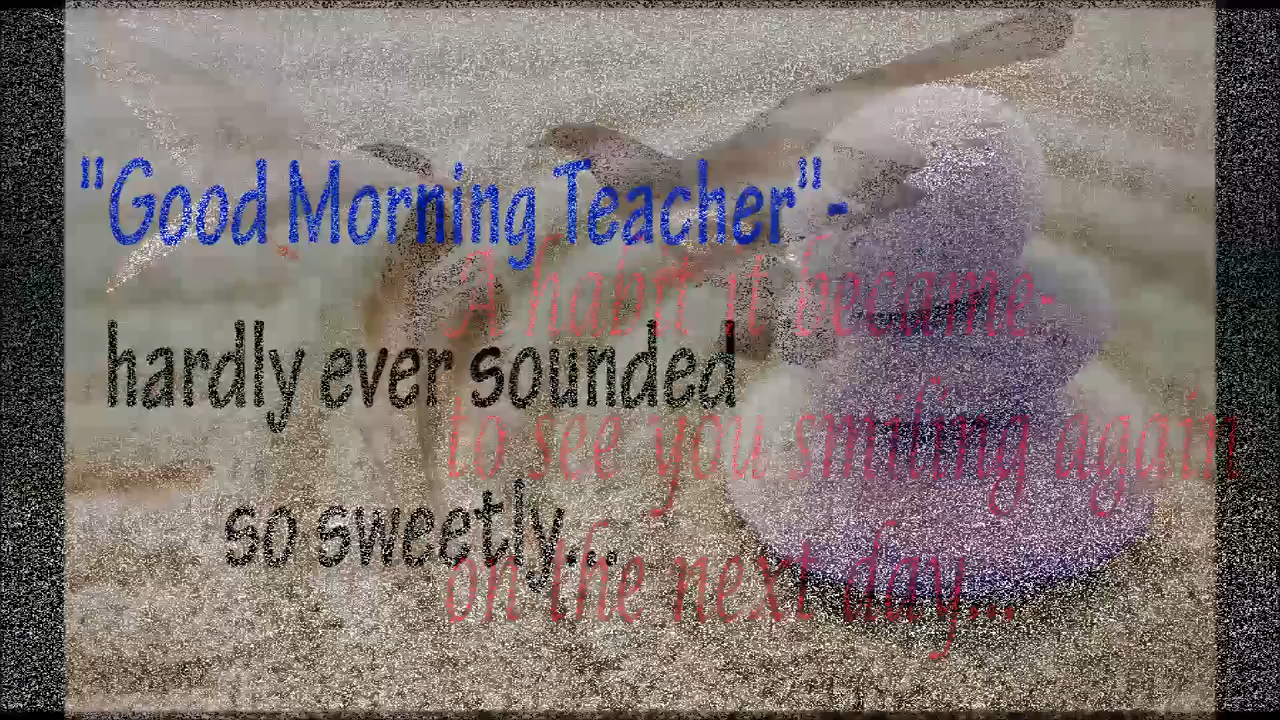 "Good Morning Teacher" -
hardly ever sounded
so sweetly...
A habit it became-
to see you smiling again
on the next day...